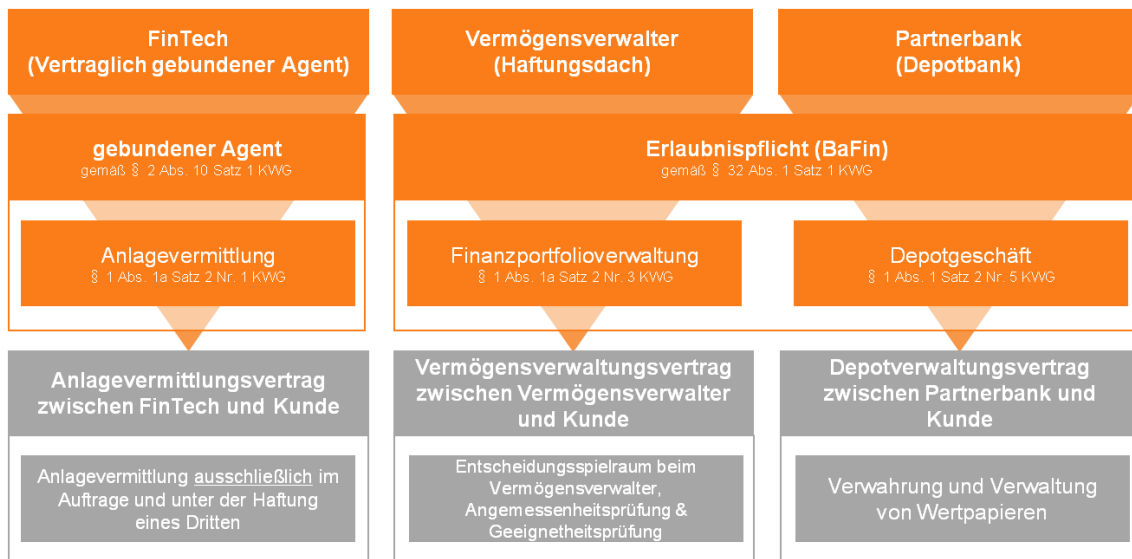 FinTech
(Vertraglich gebundener Agent)
Vermögensverwalter
(Haftungsdach)
Partnerbank
(Depotbank)
gebundener Agent
gemäß § 2 Abs. 10 Satz 1 KWG
Erlaubnispflicht (BaFin)
gemäß § 32 Abs. 1 Satz 1 KWG
Anlagevermittlung
§ 1 Abs. 1a Satz 2 Nr. 1 KWG
Finanzportfolioverwaltung
§ 1 Abs. 1a Satz 2 Nr. 3 KWG
Depotgeschäft
§ 1 Abs. 1 Satz 2 Nr. 5 KWG
Anlagevermittlungsvertrag
zwischen FinTech und Kunde
Vermögensverwaltungsvertrag
zwischen Vermögensverwalter
und Kunde
Depotverwaltungsvertrag
zwischen Partnerbank und
Kunde
Anlagevermittlung ausschließlich im
Auftrage und unter der Haftung
eines Dritten
Entscheidungsspielraum beim
Vermögensverwalter,
Angemessenheitsprüfung &
Geeignetheitsprüfung
Verwahrung und Verwaltung
von Wertpapieren